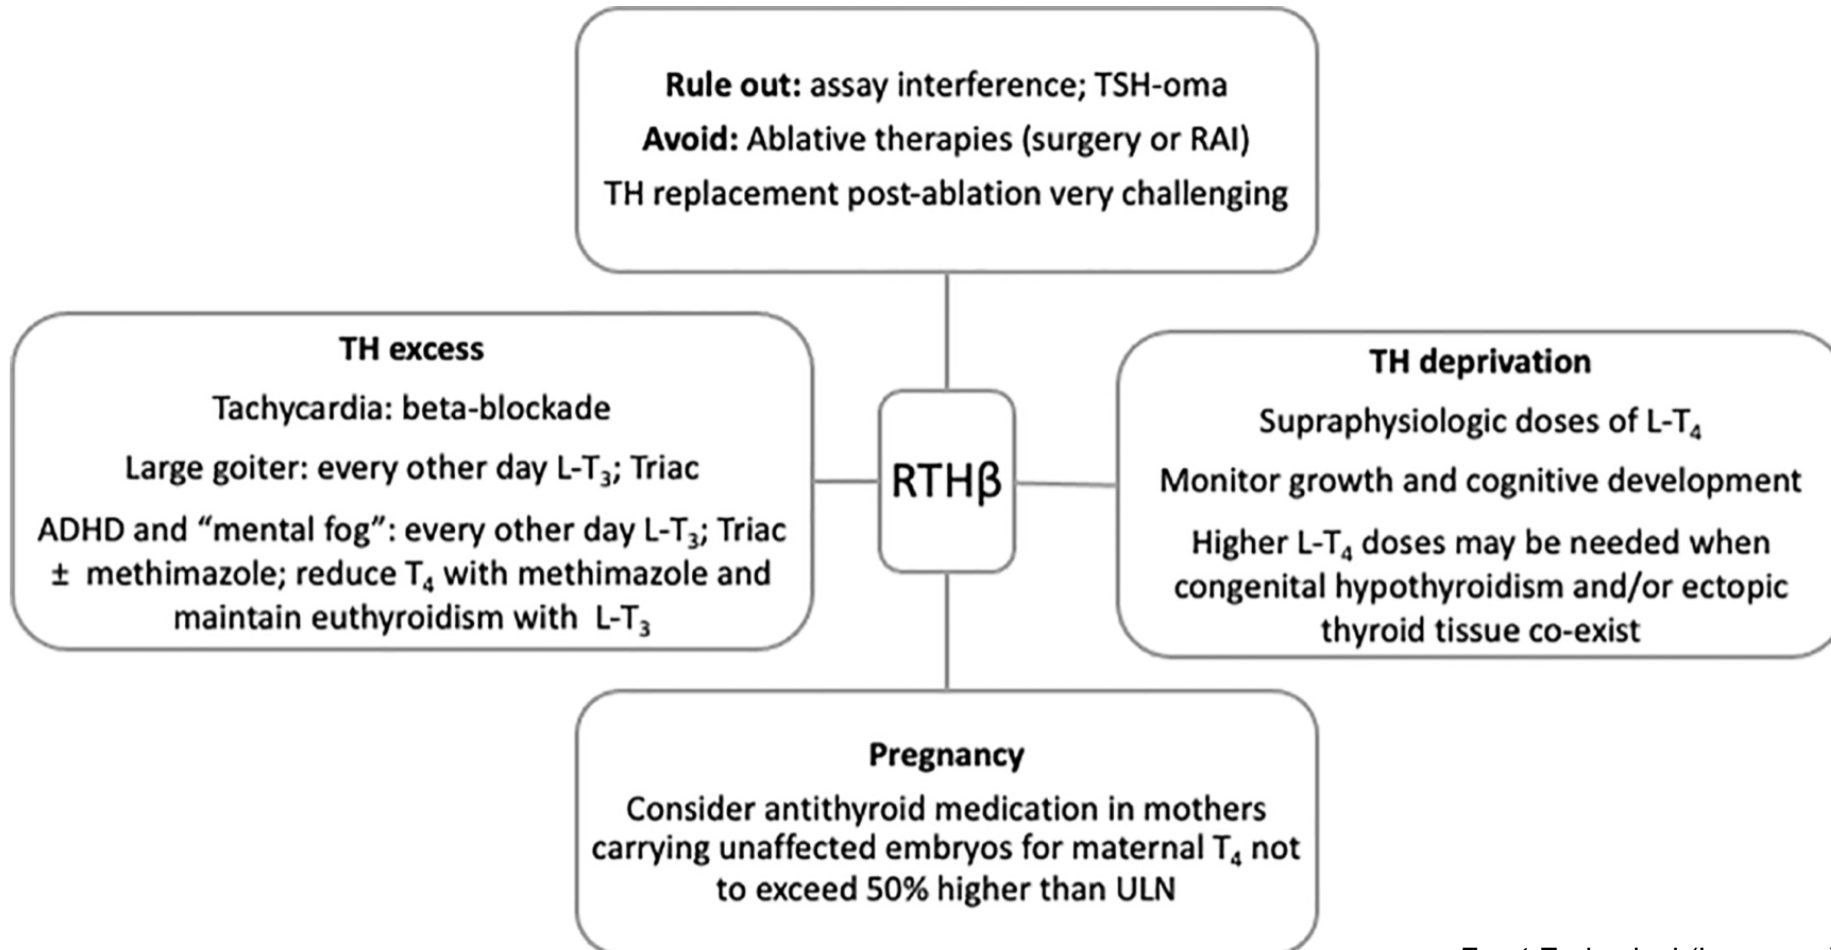 Rule out: assay interference; TSH-oma
Avoid: Ablative therapies (surgery or RAI)
TH replacement post-ablation very challenging
TH excess
Tachycardia: beta-blockade
Large goiter: every other day L-T₃; Triac
ADHD and “mental fog”: every other day L-T₃; Triac
± methimazole; reduce T₄ with methimazole and
maintain euthyroidism with L-T₃
RTHβ
TH deprivation
Supraphysiologic doses of L-T₄
Monitor growth and cognitive development
Higher L-T₄ doses may be needed when
congenital hypothyroidism and/or ectopic
thyroid tissue co-exist
Pregnancy
Consider antithyroid medication in mothers
carrying unaffected embryos for maternal T₄ not
to exceed 50% higher than ULN